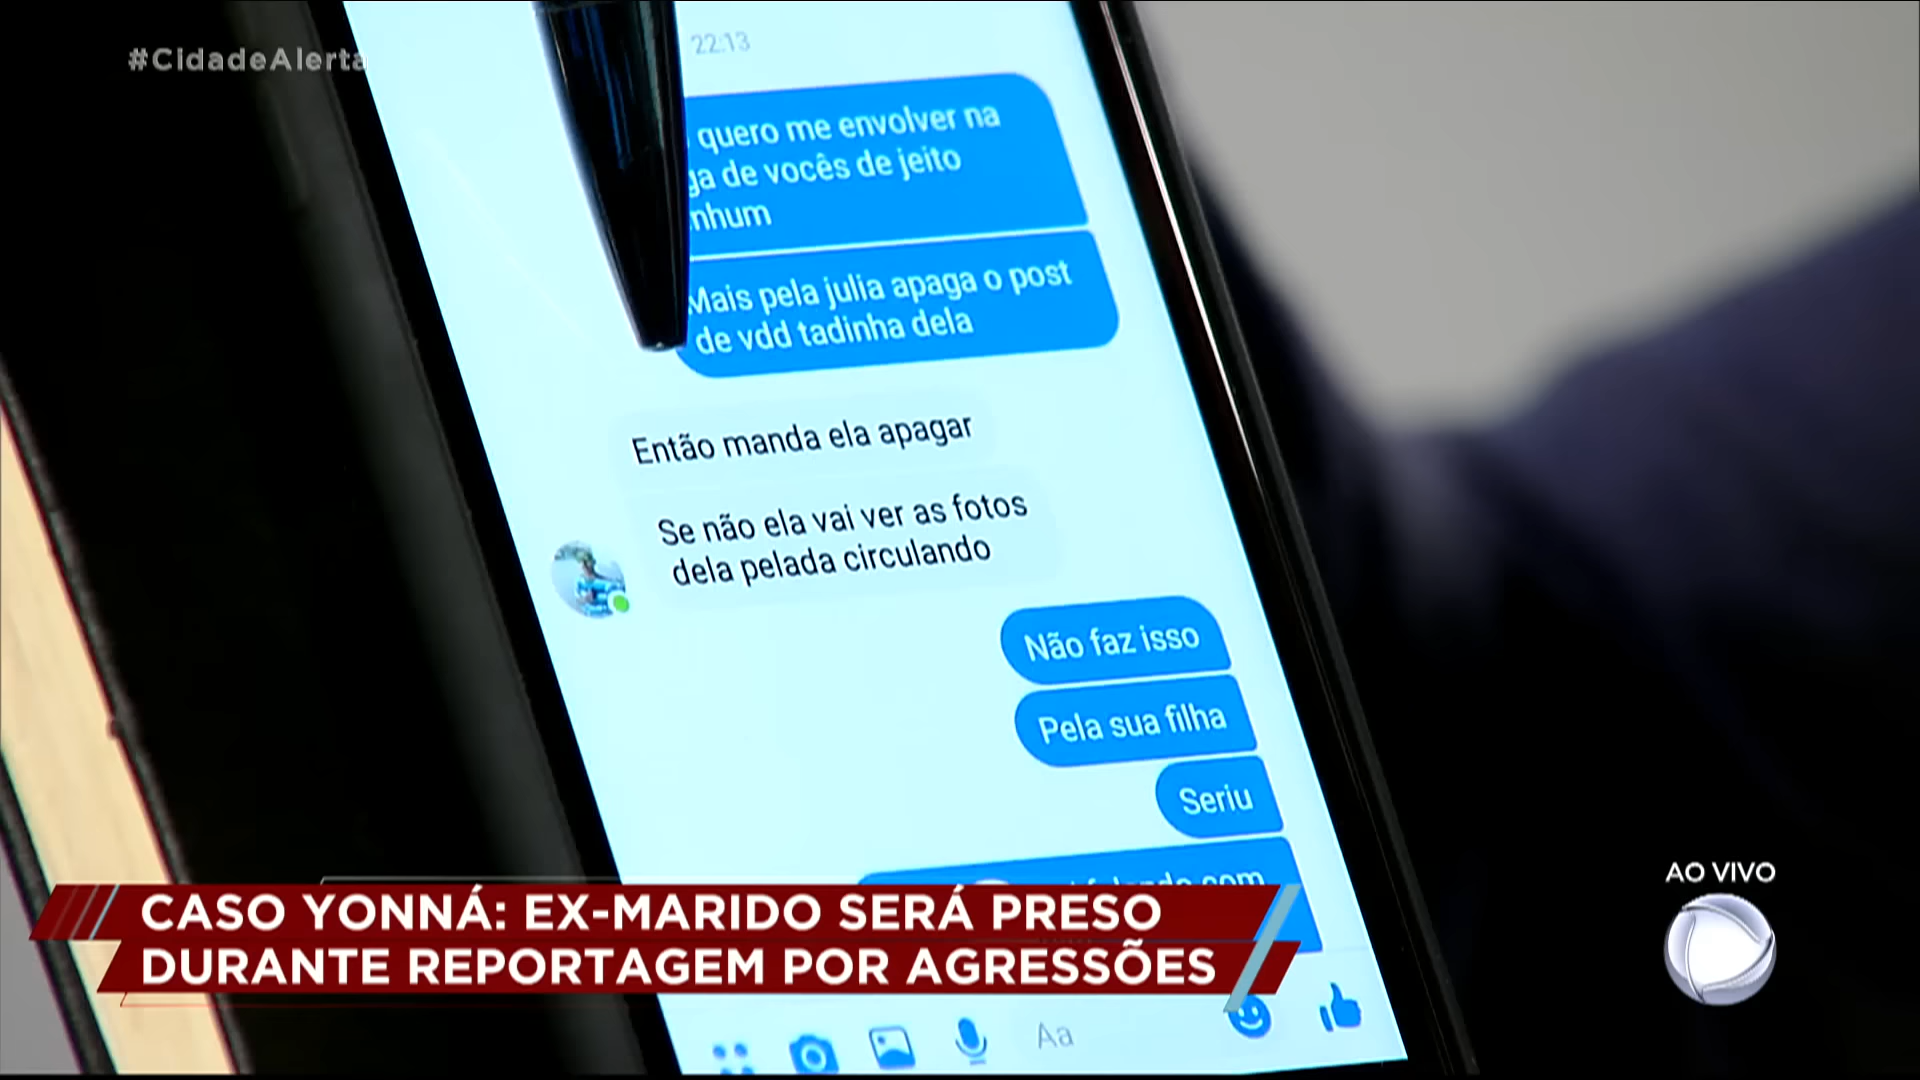 #CidadeAlerta
22:13
quero me envolver na
de vocês de jeito
Mais pela julia apaga o post
de vdd tadinha dela
Então manda ela apagar
Se não ela vai ver as fotos
dela pelada circulando
Não faz isso
Pela sua filha
Seriu
com
CASO YONNÁ: EX-MARIDO SERÁ PRESO
DURANTE REPORTAGEM POR AGRESSÕES
AO VIVO
Aa